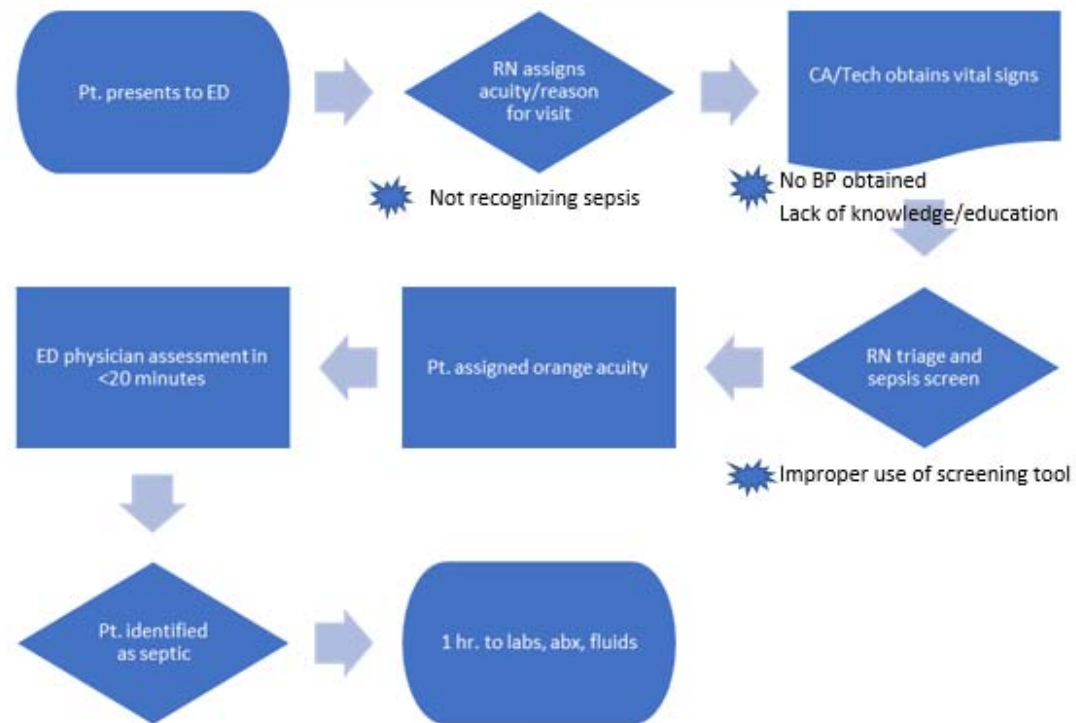 Pt. presents to ED
RN assigns
acuity/reason
for visit
CA/Tech obtains vital signs
Not recognizing sepsis
No BP obtained
Lack of knowledge/education
RN triage and
sepsis screen
Improper use of screening tool
Pt. assigned orange acuity
ED physician assessment in
<20 minutes
Pt. identified
as septic
1 hr. to labs, abx, fluids